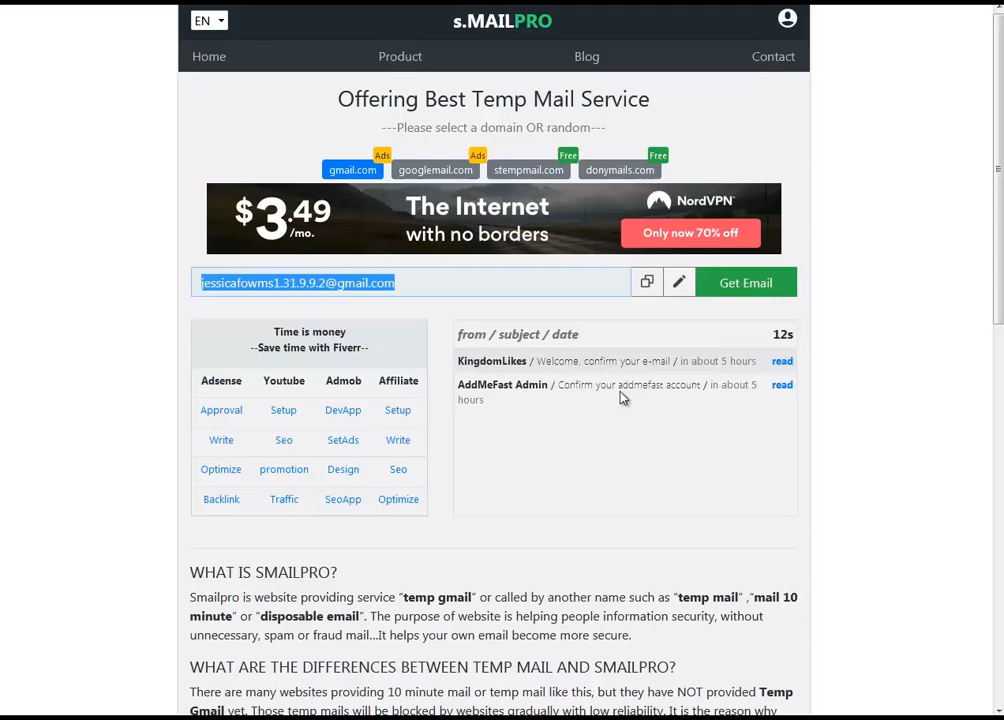 EN
s.MAILPRO
Home Product Blog Contact
Offering Best Temp Mail Service
---Please select a domain OR random---
Ads Ads Free Free
gmail.com googlemail.com stempmail.com donymails.com
$3.49 /mo.
The Internet
with no borders
NordVPN
Only now 70% off
jessicafowms1.31.9.9.2@gmail.com
Get Email
Time is money
--Save time with Fiverr--
Adsense Youtube Admob Affiliate
Approval Setup DevApp Setup
Write Seo SetAds Write
Optimize promotion Design Seo
Backlink Traffic SeoApp Optimize
from / subject / date 12s
KingdomLikes / Welcome, confirm your e-mail / in about 5 hours read
AddMeFast Admin / Confirm your addmefast account / in about 5 read
hours
WHAT IS SMAILPRO?
Smailpro is website providing service "temp gmail" or called by another name such as "temp mail" ,"mail 10
minute" or "disposable email". The purpose of website is helping people information security, without
unnecessary, spam or fraud mail...It helps your own email become more secure.
WHAT ARE THE DIFFERENCES BETWEEN TEMP MAIL AND SMAILPRO?
There are many websites providing 10 minute mail or temp mail like this, but they have NOT provided Temp
Gmail yet. Those temp mails will be blocked by websites gradually with low reliability. It is the reason why